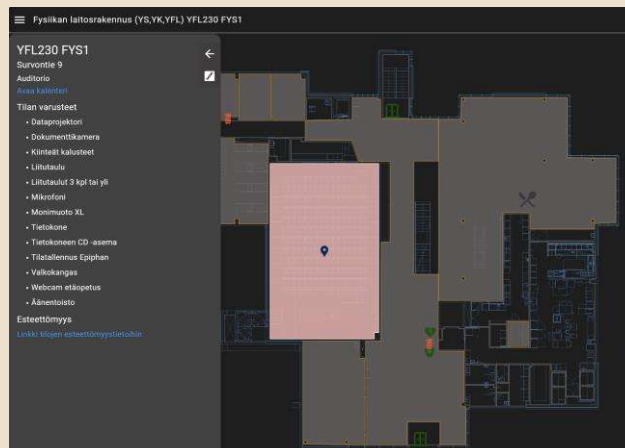 Fysiikan laitosrakennus (YS,YK,YFL) YFL230 FYS1
YFL230 FYS1
Survontie 9
Auditorio
Avaa kalenteri
Tilan varusteet
• Dataprojektori
• Dokumenttikamera
• Kiinteät kalusteet
• Liitutaulu
• Liitutaulut 3 kpl tai yli
• Mikrofoni
• Monimuoto XL
• Tietokone
• Tietokoneen CD -asema
• Tilatallennus Epiphan
• Valkokangas
• Webcam etäopetus
• Äänentoisto
Esteettömyys
Linkki tilojen esteettömyystietoihin